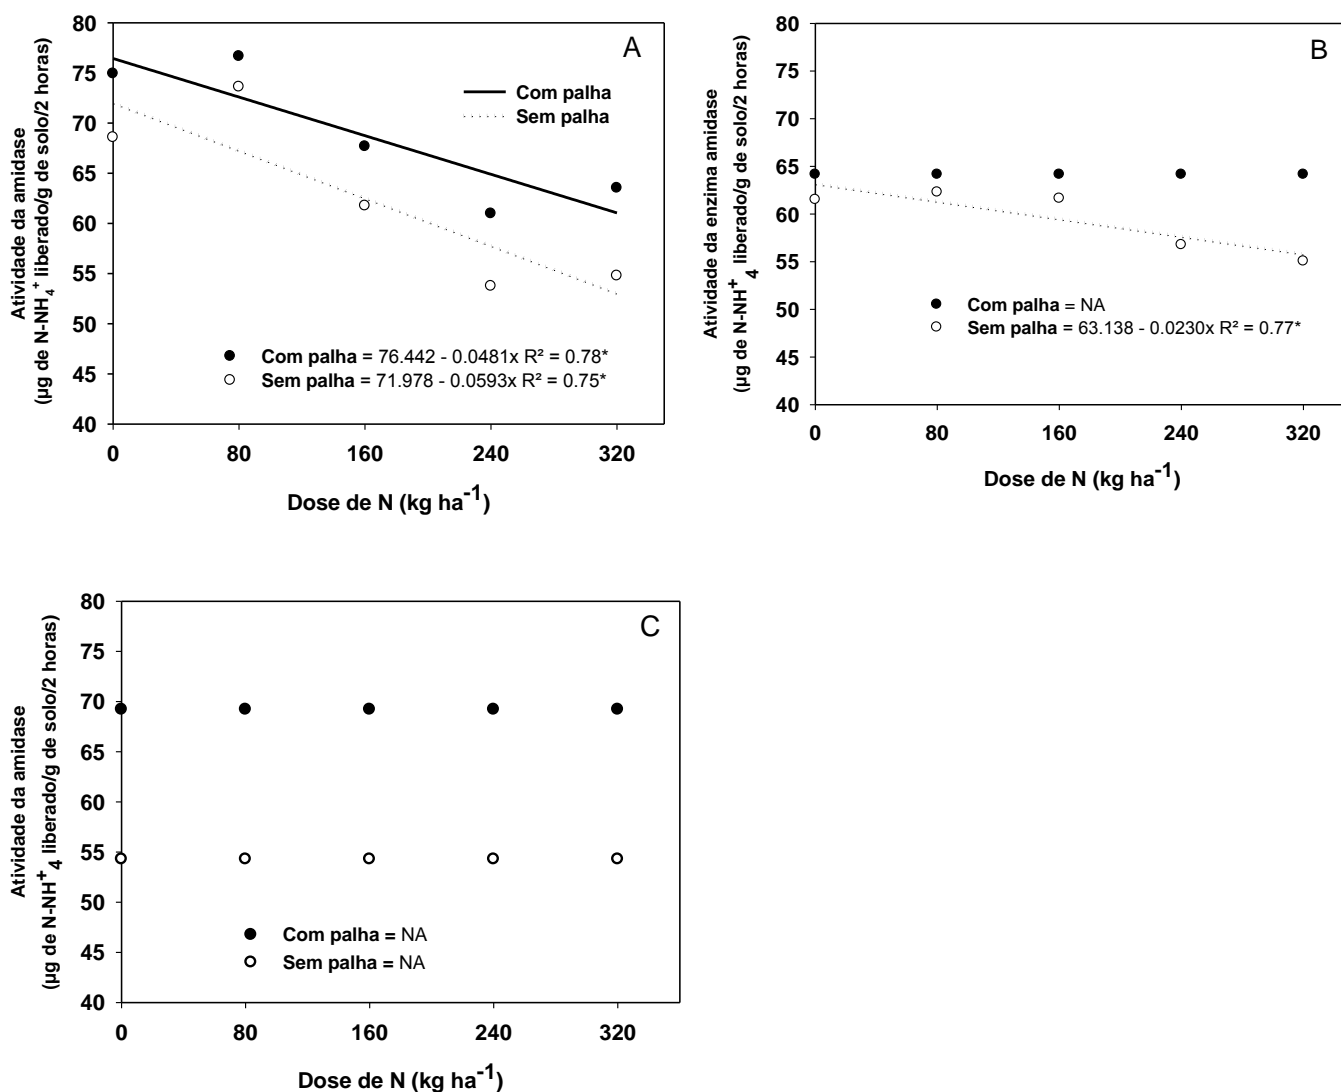 A
Atividade da amidase
(µg de N-NH₄⁺ liberado/g de solo/2 horas)
80
75
70
65
60
55
50
45
40
Com palha
Sem palha
Com palha = 76.442 - 0.0481x R² = 0.78*
Sem palha = 71.978 - 0.0593x R² = 0.75*
0 80 160 240 320
Dose de N (kg ha⁻¹)
B
Atividade da enzima amidase
(µg de N-NH⁺₄ liberado/g de solo/2 horas)
80
75
70
65
60
55
50
45
40
Com palha = NA
Sem palha = 63.138 - 0.0230x R² = 0.77*
0 80 160 240 320
Dose de N (kg ha⁻¹)
C
Atividade da amidase
(µg de N-NH⁺₄ liberado/g de solo/2 horas)
80
75
70
65
60
55
50
45
40
Com palha = NA
Sem palha = NA
0 80 160 240 320
Dose de N (kg ha⁻¹)